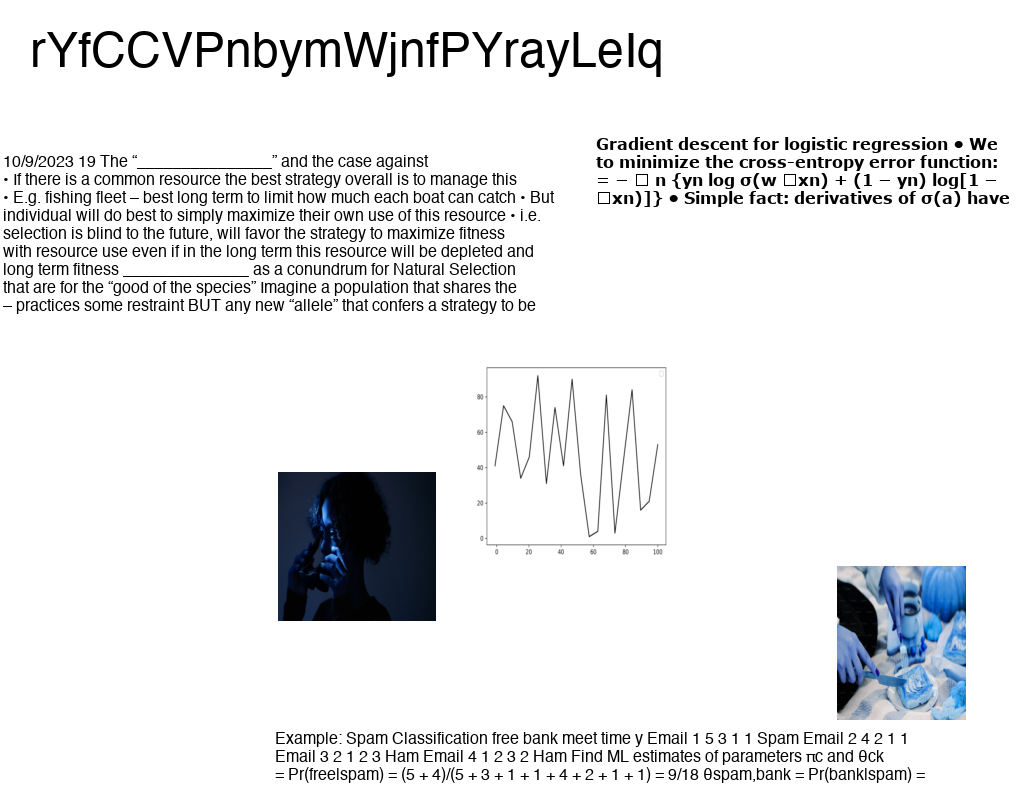 rYfCCVPnbymWjnfPYrayLeIq
10/9/2023 19 The “________________” and the case against
• If there is a common resource the best strategy overall is to manage this
• E.g. fishing fleet – best long term to limit how much each boat can catch • But
individual will do best to simply maximize their own use of this resource • i.e.
selection is blind to the future, will favor the strategy to maximize fitness
with resource use even if in the long term this resource will be depleted and
long term fitness _______________ as a conundrum for Natural Selection
that are for the “good of the species” Imagine a population that shares the
– practices some restraint BUT any new “allele” that confers a strategy to be
Gradient descent for logistic regression • We
to minimize the cross-entropy error function:
= − □ n {yn log σ(w □xn) + (1 − yn) log[1 −
□xn)]} • Simple fact: derivatives of σ(a) have
80
60
40
20
0
0 20 40 60 80 100
Example: Spam Classification free bank meet time y Email 1 5 3 1 1 Spam Email 2 4 2 1 1
Email 3 2 1 2 3 Ham Email 4 1 2 3 2 Ham Find ML estimates of parameters πc and θck
= Pr(free|spam) = (5 + 4)/(5 + 3 + 1 + 1 + 4 + 2 + 1 + 1) = 9/18 θspam,bank = Pr(bank|spam) =